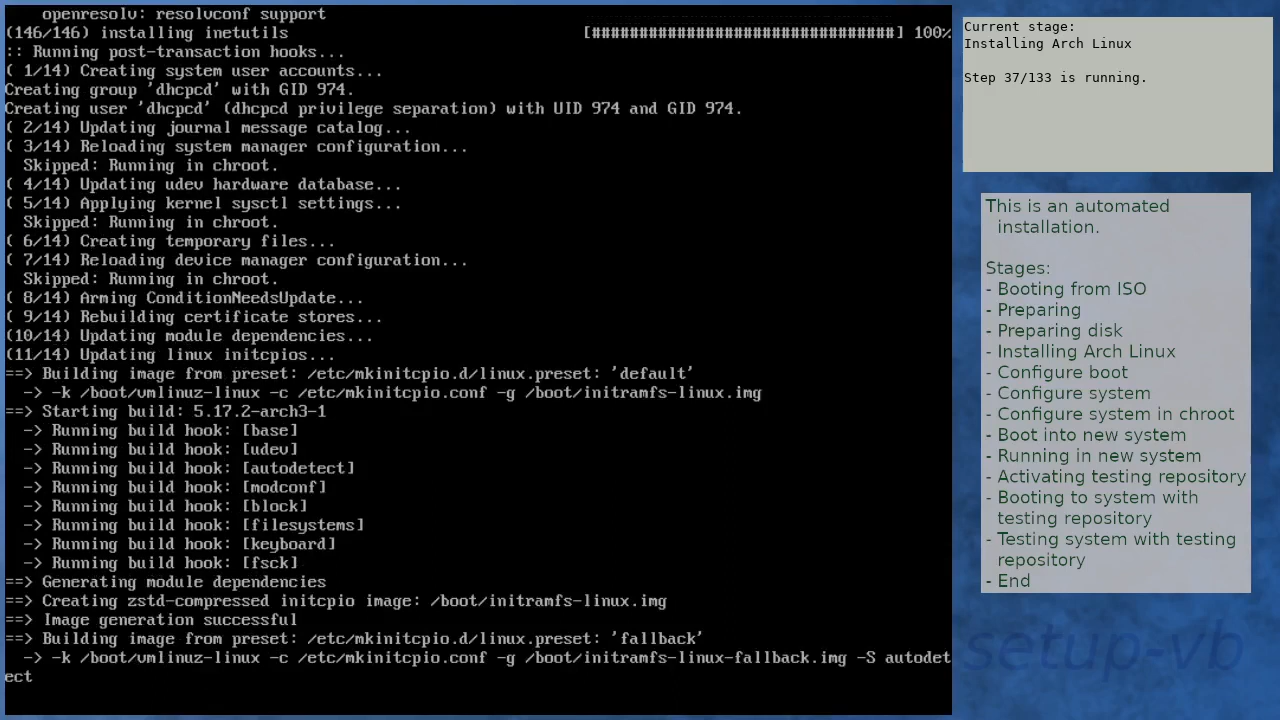 openresolv: resolvconf support
(146/146) installing inetutils [################################] 100%
:: Running post-transaction hooks...
( 1/14) Creating system user accounts...
Creating group 'dhcpcd' with GID 974.
Creating user 'dhcpcd' (dhcpcd privilege separation) with UID 974 and GID 974.
( 2/14) Updating journal message catalog...
( 3/14) Reloading system manager configuration...
Skipped: Running in chroot.
( 4/14) Updating udev hardware database...
( 5/14) Applying kernel sysctl settings...
Skipped: Running in chroot.
( 6/14) Creating temporary files...
( 7/14) Reloading device manager configuration...
Skipped: Running in chroot.
( 8/14) Arming ConditionNeedsUpdate...
( 9/14) Rebuilding certificate stores...
(10/14) Updating module dependencies...
(11/14) Updating linux initcpios...
==> Building image from preset: /etc/mkinitcpio.d/linux.preset: 'default'
-> -k /boot/vmlinuz-linux -c /etc/mkinitcpio.conf -g /boot/initramfs-linux.img
==> Starting build: 5.17.2-arch3-1
-> Running build hook: [base]
-> Running build hook: [udev]
-> Running build hook: [autodetect]
-> Running build hook: [modconf]
-> Running build hook: [block]
-> Running build hook: [filesystems]
-> Running build hook: [keyboard]
-> Running build hook: [fsck]
==> Generating module dependencies
==> Creating zstd-compressed initcpio image: /boot/initramfs-linux.img
==> Image generation successful
==> Building image from preset: /etc/mkinitcpio.d/linux.preset: 'fallback'
-> -k /boot/vmlinuz-linux -c /etc/mkinitcpio.conf -g /boot/initramfs-linux-fallback.img -S autodet
ect
Current stage:
Installing Arch Linux
Step 37/133 is running.
This is an automated
installation.
Stages:
- Booting from ISO
- Preparing
- Preparing disk
- Installing Arch Linux
- Configure boot
- Configure system
- Configure system in chroot
- Boot into new system
- Running in new system
- Activating testing repository
- Booting to system with
testing repository
- Testing system with testing
repository
- End
setup-vb